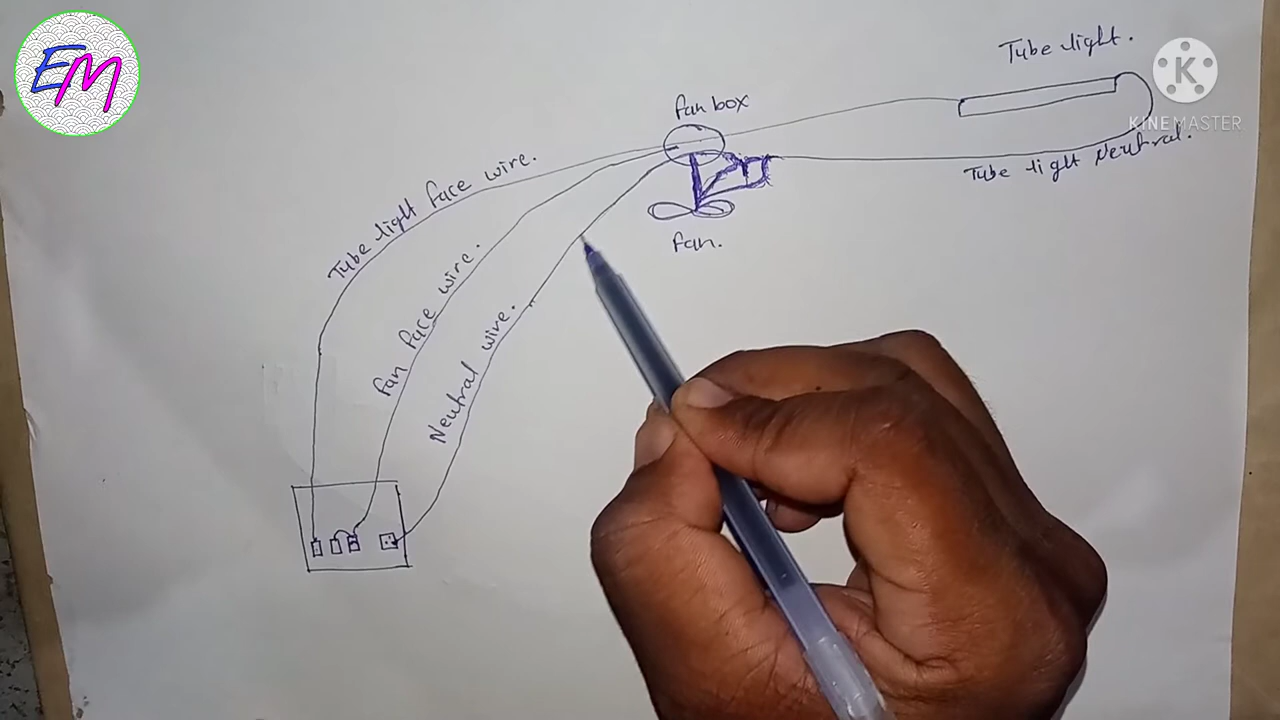 EM
Tube light.
KINEMASTER
Fan box
Tube light Neutral.
Tube light face wire.
Fan.
Fan face wire.
Neutral wire.